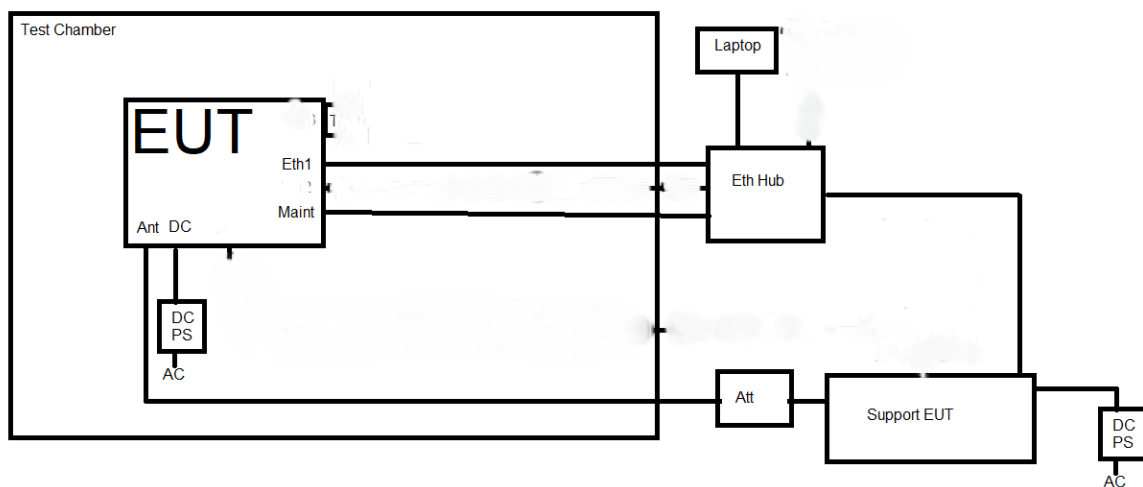 Test Chamber
Laptop
EUT
Eth1
Eth Hub
Maint
Ant DC
DC
PS
AC
Att
Support EUT
DC
PS
AC